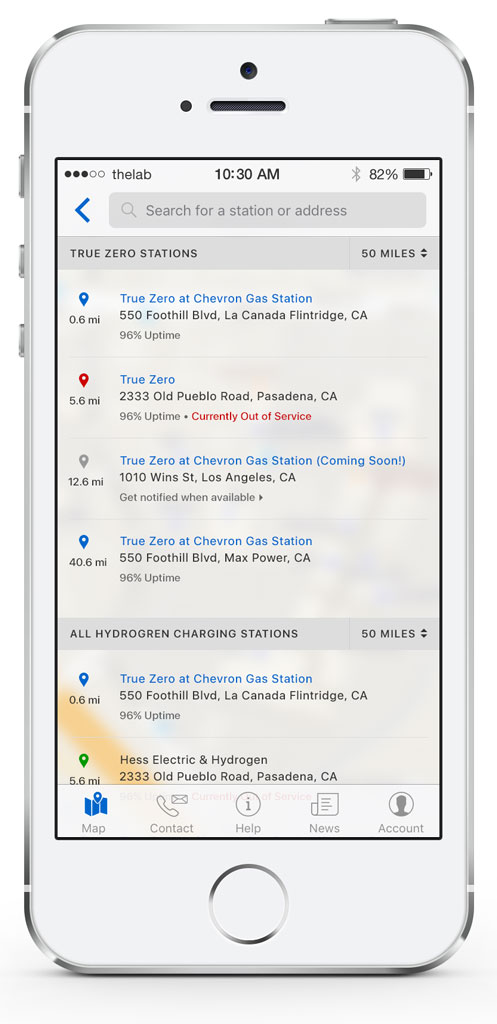 thelab 10:30 AM 82%
Search for a station or address
TRUE ZERO STATIONS 50 MILES
True Zero at Chevron Gas Station
550 Foothill Blvd, La Canada Flintridge, CA
0.6 mi
96% Uptime
True Zero
2333 Old Pueblo Road, Pasadena, CA
5.6 mi
96% Uptime • Currently Out of Service
True Zero at Chevron Gas Station (Coming Soon!)
1010 Wins St, Los Angeles, CA
12.6 mi
Get notified when available
True Zero at Chevron Gas Station
550 Foothill Blvd, Max Power, CA
40.6 mi
96% Uptime
ALL HYDROGREN CHARGING STATIONS 50 MILES
True Zero at Chevron Gas Station
550 Foothill Blvd, La Canada Flintridge, CA
0.6 mi
96% Uptime
Hess Electric & Hydrogen
2333 Old Pueblo Road, Pasadena, CA
5.6 mi
96% Uptime • Currently Out of Service
Map Contact Help News Account